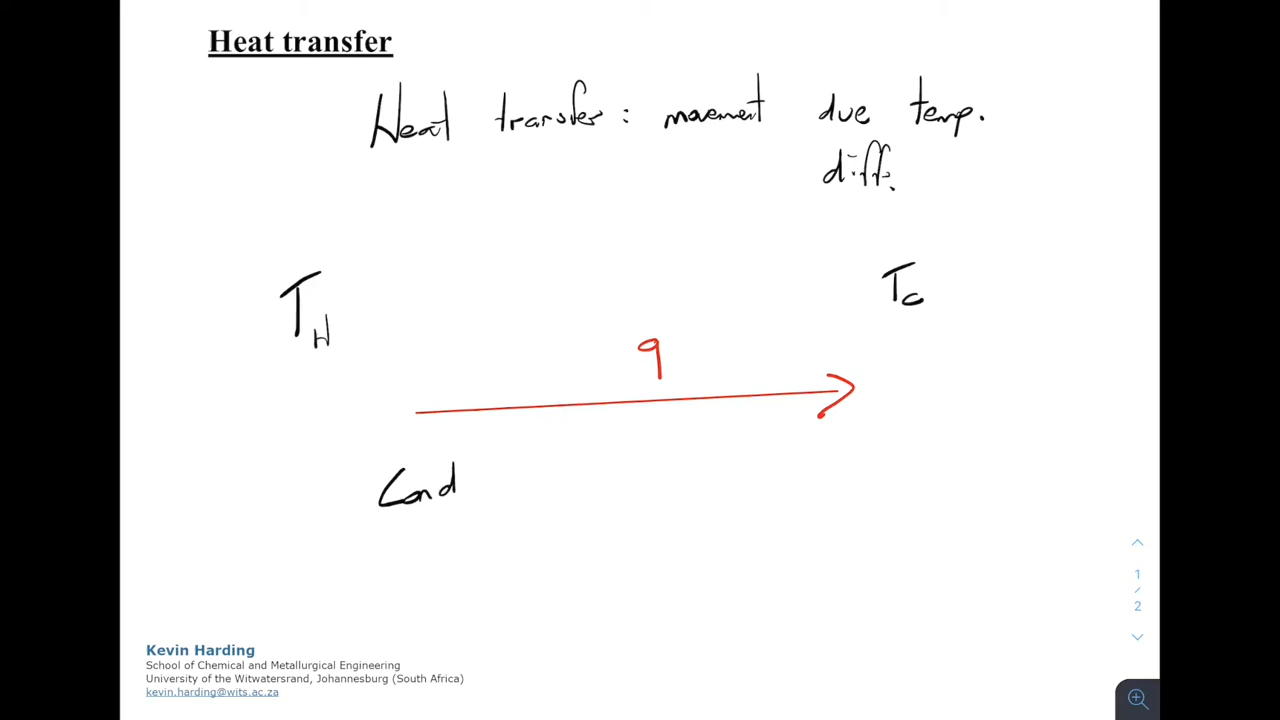 Heat transfer
Heat transfer : movement due temp.
diff.
T_H
T_C
q
Cond
1
/
2
Kevin Harding
School of Chemical and Metallurgical Engineering
University of the Witwatersrand, Johannesburg (South Africa)
kevin.harding@wits.ac.za